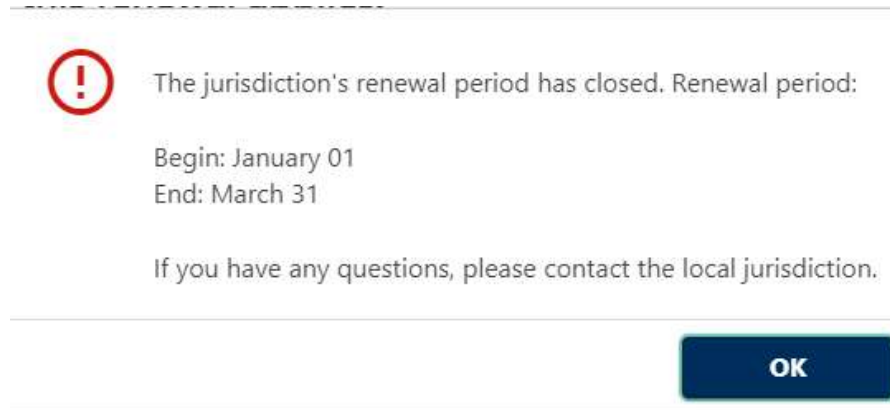 The jurisdiction's renewal period has closed. Renewal period:
Begin: January 01
End: March 31
If you have any questions, please contact the local jurisdiction.
OK